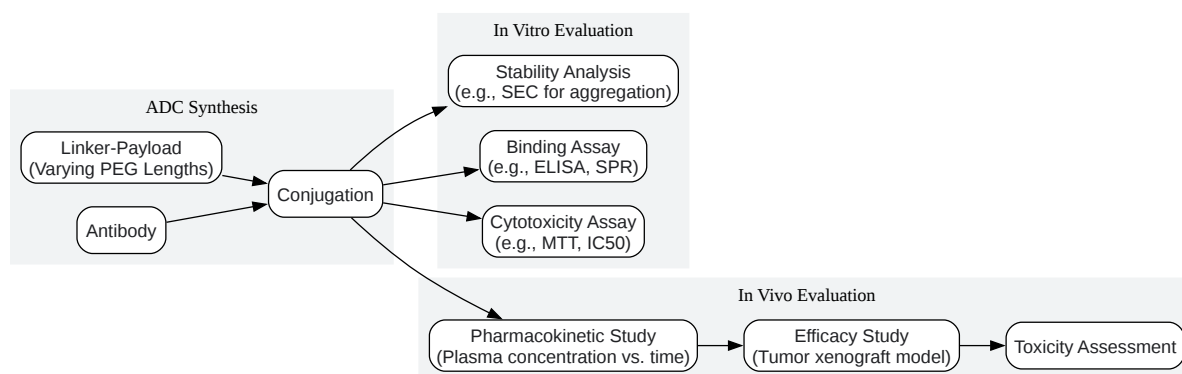 ADC Synthesis
Linker-Payload
(Varying PEG Lengths)
Antibody
Conjugation
In Vitro Evaluation
Stability Analysis
(e.g., SEC for aggregation)
Binding Assay
(e.g., ELISA, SPR)
Cytotoxicity Assay
(e.g., MTT, IC50)
In Vivo Evaluation
Pharmacokinetic Study
(Plasma concentration vs. time)
Efficacy Study
(Tumor xenograft model)
Toxicity Assessment